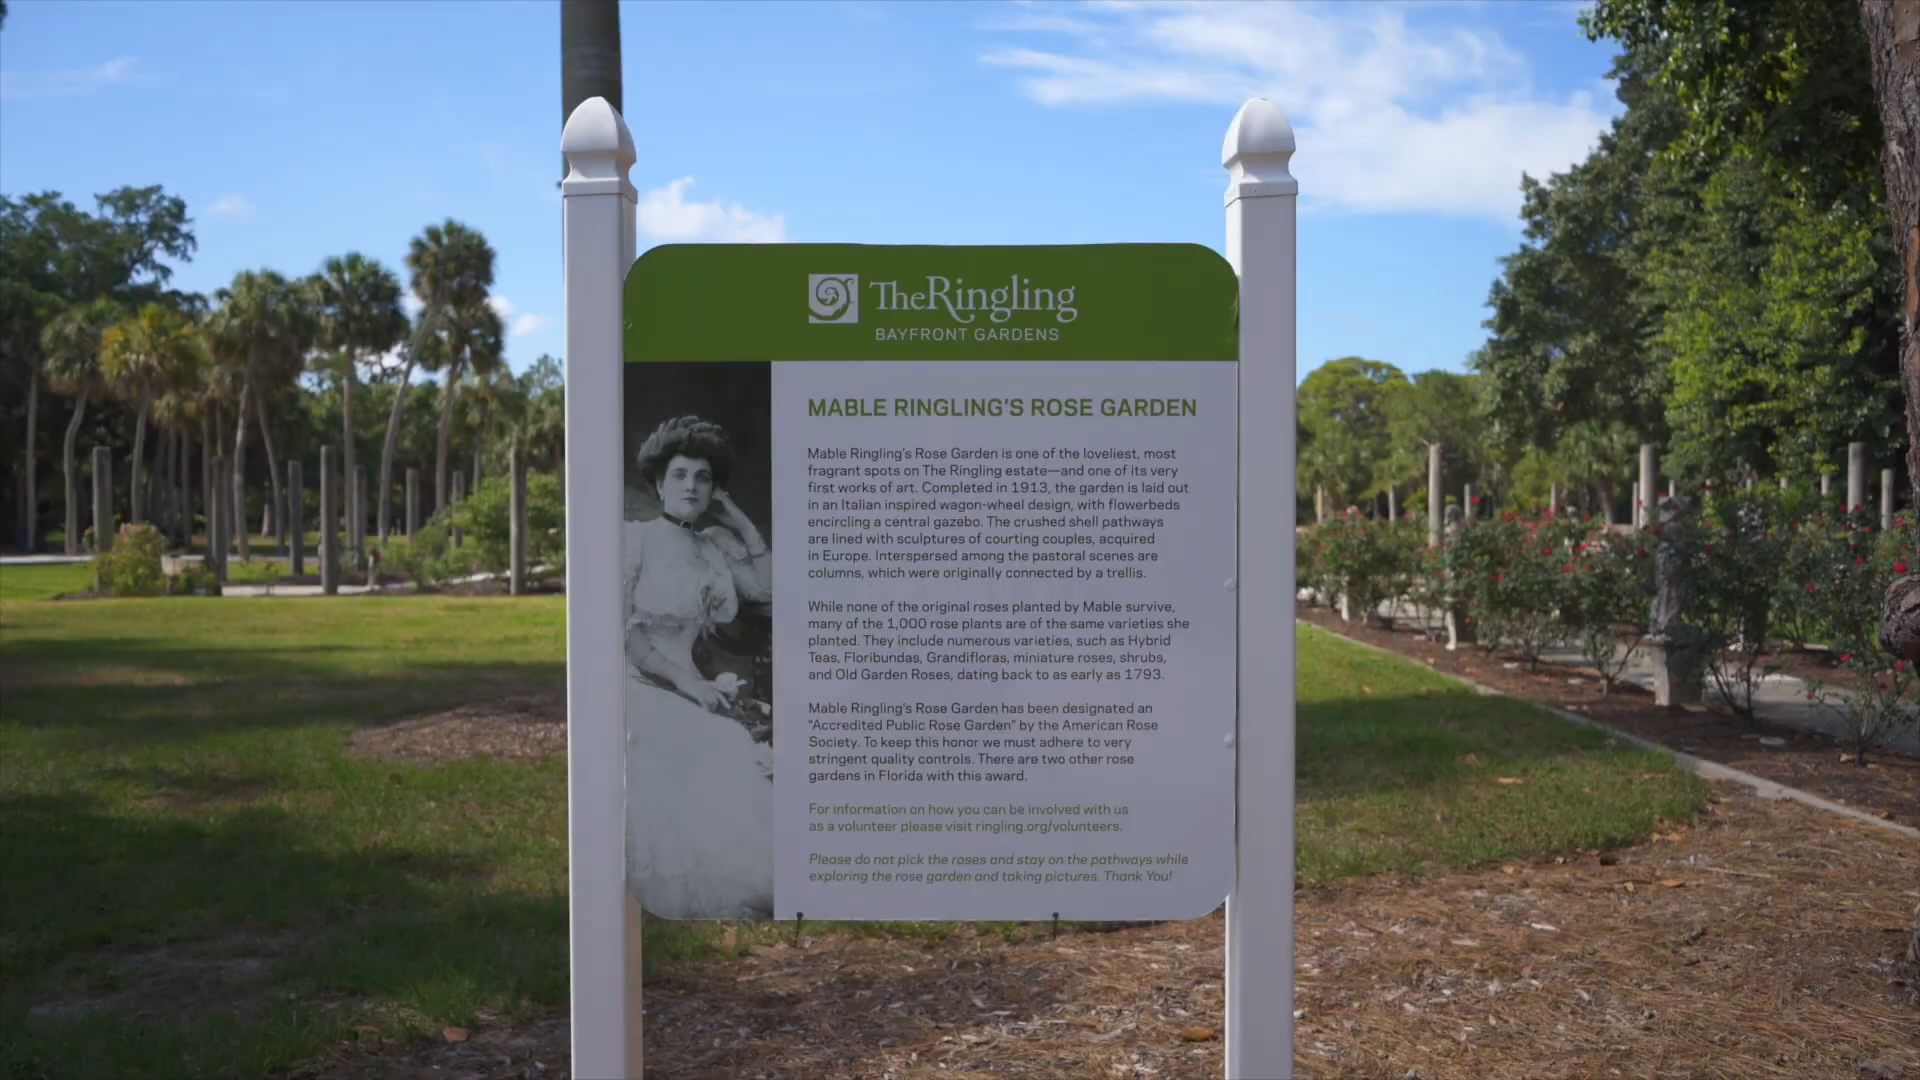 TheRingling
BAYFRONT GARDENS
MABLE RINGLING'S ROSE GARDEN
Mable Ringling's Rose Garden is one of the loveliest, most
fragrant spots on The Ringling estate—and one of its very
first works of art. Completed in 1913, the garden is laid out
in an Italian inspired wagon-wheel design, with flowerbeds
encircling a central gazebo. The crushed shell pathways
are lined with sculptures of courting couples, acquired
in Europe. Interspersed among the pastoral scenes are
columns, which were originally connected by a trellis.
While none of the original roses planted by Mable survive,
many of the 1,000 rose plants are of the same varieties she
planted. They include numerous varieties, such as Hybrid
Teas, Floribundas, Grandifloras, miniature roses, shrubs,
and Old Garden Roses, dating back to as early as 1793.
Mable Ringling's Rose Garden has been designated an
"Accredited Public Rose Garden" by the American Rose
Society. To keep this honor we must adhere to very
stringent quality controls. There are two other rose
gardens in Florida with this award.
For information on how you can be involved with us
as a volunteer please visit ringling.org/volunteers.
Please do not pick the roses and stay on the pathways while
exploring the rose garden and taking pictures. Thank You!